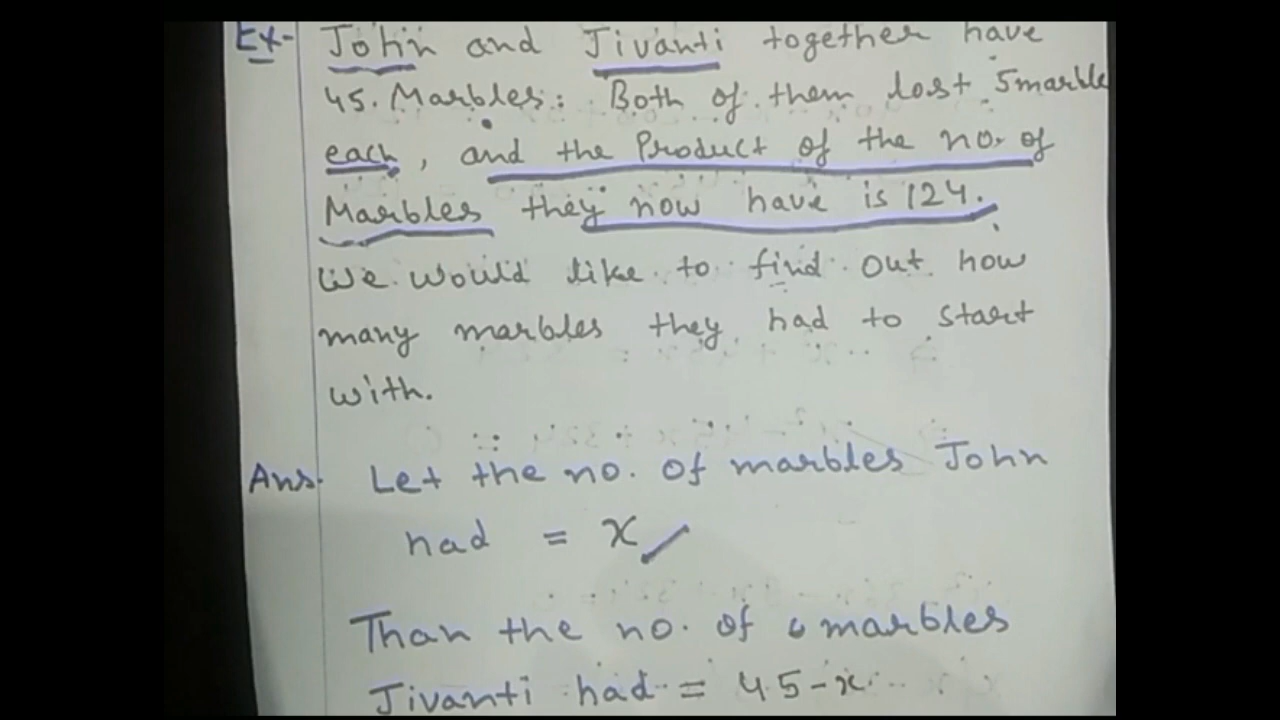 Ex- John and Jivanti together have
45. Marbles: Both of them lost 5 marble
each, and the Product of the no. of
Marbles they now have is 124.
We would like to find out how
many marbles they had to start
with.
Ans. Let the no. of marbles John
had = x
Than the no. of marbles
Jivanti had = 45-x